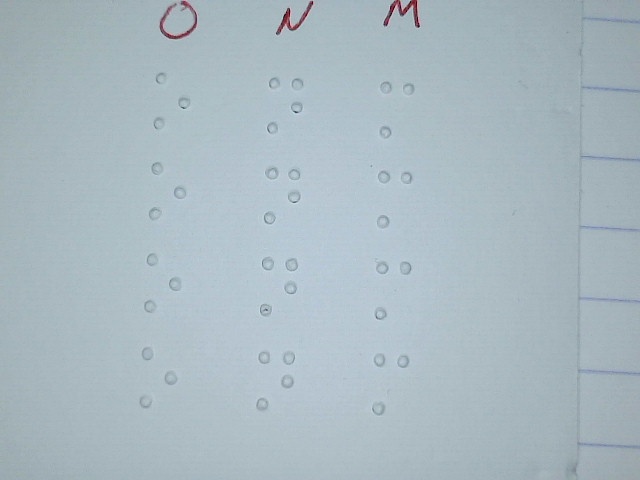 O N M
⠕ ⠝ ⠍
⠕ ⠝ ⠍
⠕ ⠝ ⠍
⠕ ⠝ ⠍